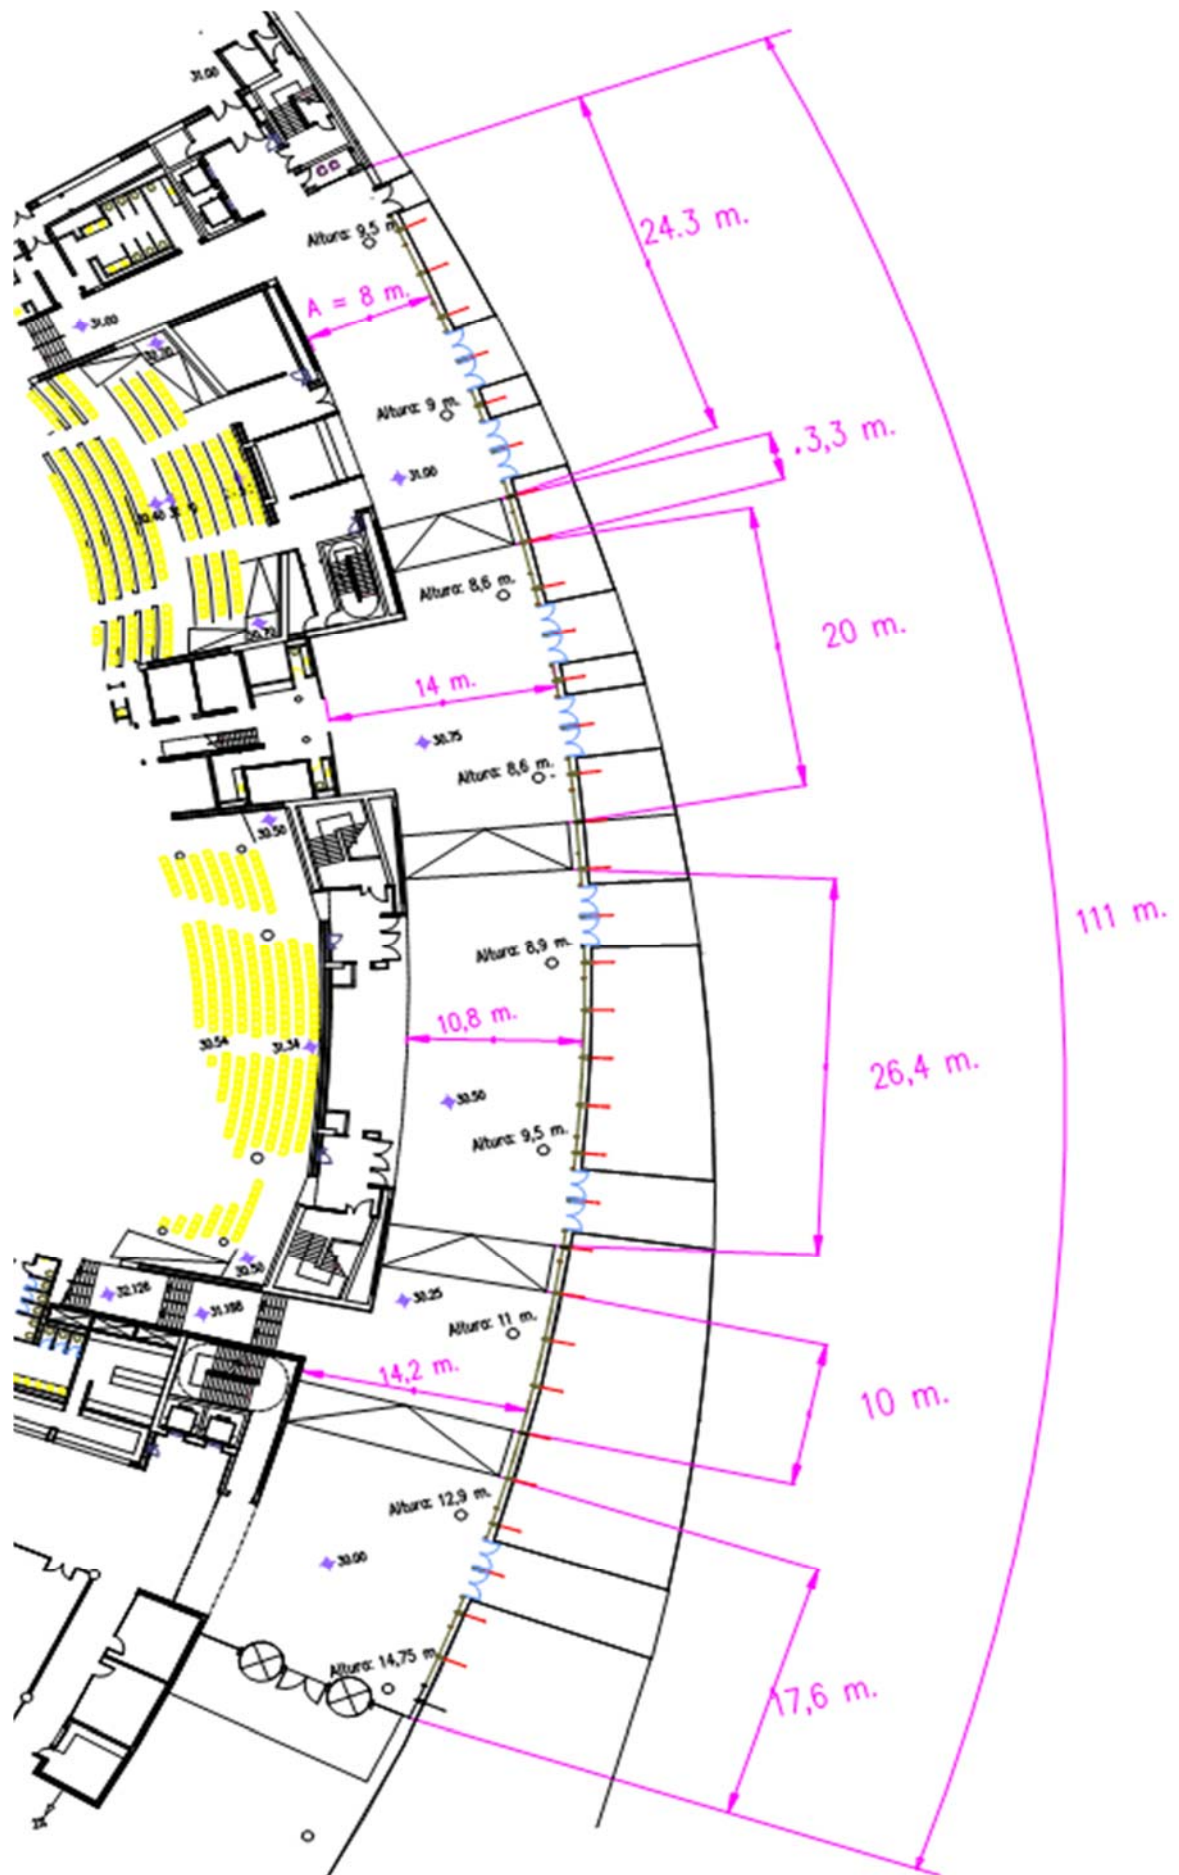 31.00
24.3 m.
Altura: 9,5 m
A = 8 m.
31.00
Altura: 9 m.
.3,3 m.
31.00
Altura: 8,6 m.
20 m.
14 m.
30.75
Altura: 8,6 m.
30.50
111 m.
Altura: 8,9 m.
10,8 m.
30.54
31.34
26,4 m.
30.50
Altura: 9,5 m.
30.50
32.126
31.188
30.25
Altura: 11 m.
14,2 m.
10 m.
Altura: 12,9 m.
30.00
Altura: 14,75 m
17,6 m.